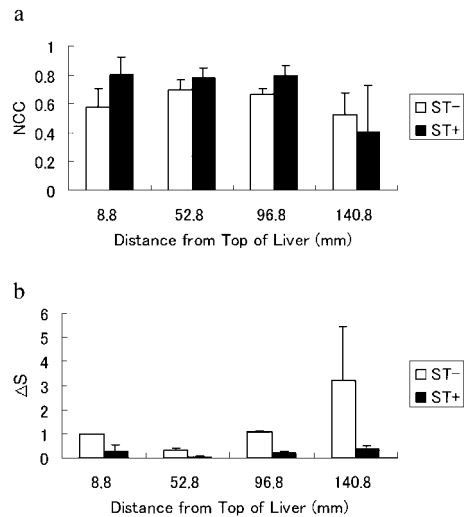 a
1
0.8
0.6
0.4
0.2
0
NCC
8.8 52.8 96.8 140.8
Distance from Top of Liver (mm)
ST-
ST+
b
6
5
4
3
2
1
0
ΔS
8.8 52.8 96.8 140.8
Distance from Top of Liver (mm)
ST-
ST+